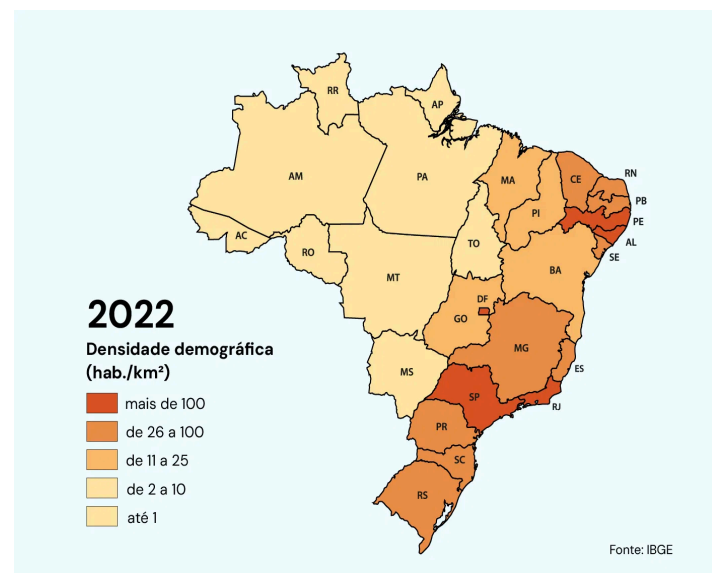 RR
AP
AM
PA
MA
CE
RN
PB
PE
AL
SE
PI
AC
RO
TO
MT
BA
DF
GO
MG
ES
MS
SP
RJ
PR
SC
RS
2022
Densidade demográfica
(hab./km²)
mais de 100
de 26 a 100
de 11 a 25
de 2 a 10
até 1
Fonte: IBGE